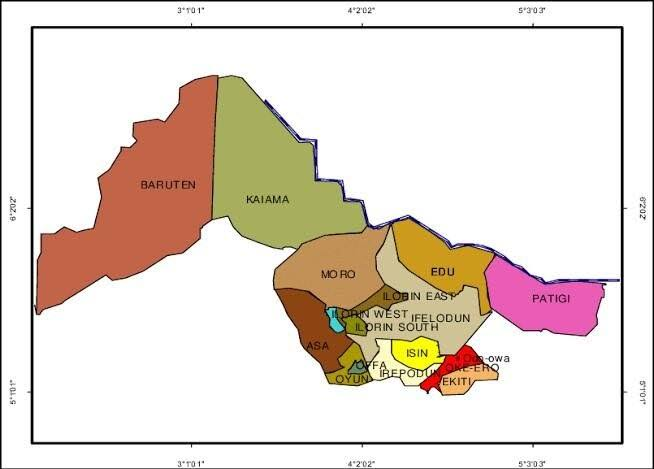 3°1'0 1
4°2'0 2
5°3'0 3
BARUTEN
KAIAMA
6°2'0 2
6°2'0 2
MORO
EDU
PATIGI
ILORIN EAST
ILORIN WEST
IFELODUN
ILORIN SOUTH
ASA
ISIN
Odo-owa
OFFA
OKE-ERO
IREPODUN
OYUN
EKITI
5°1'0 1
5°1'0 1
3°1'0 1
4°2'0 2
5°3'0 3